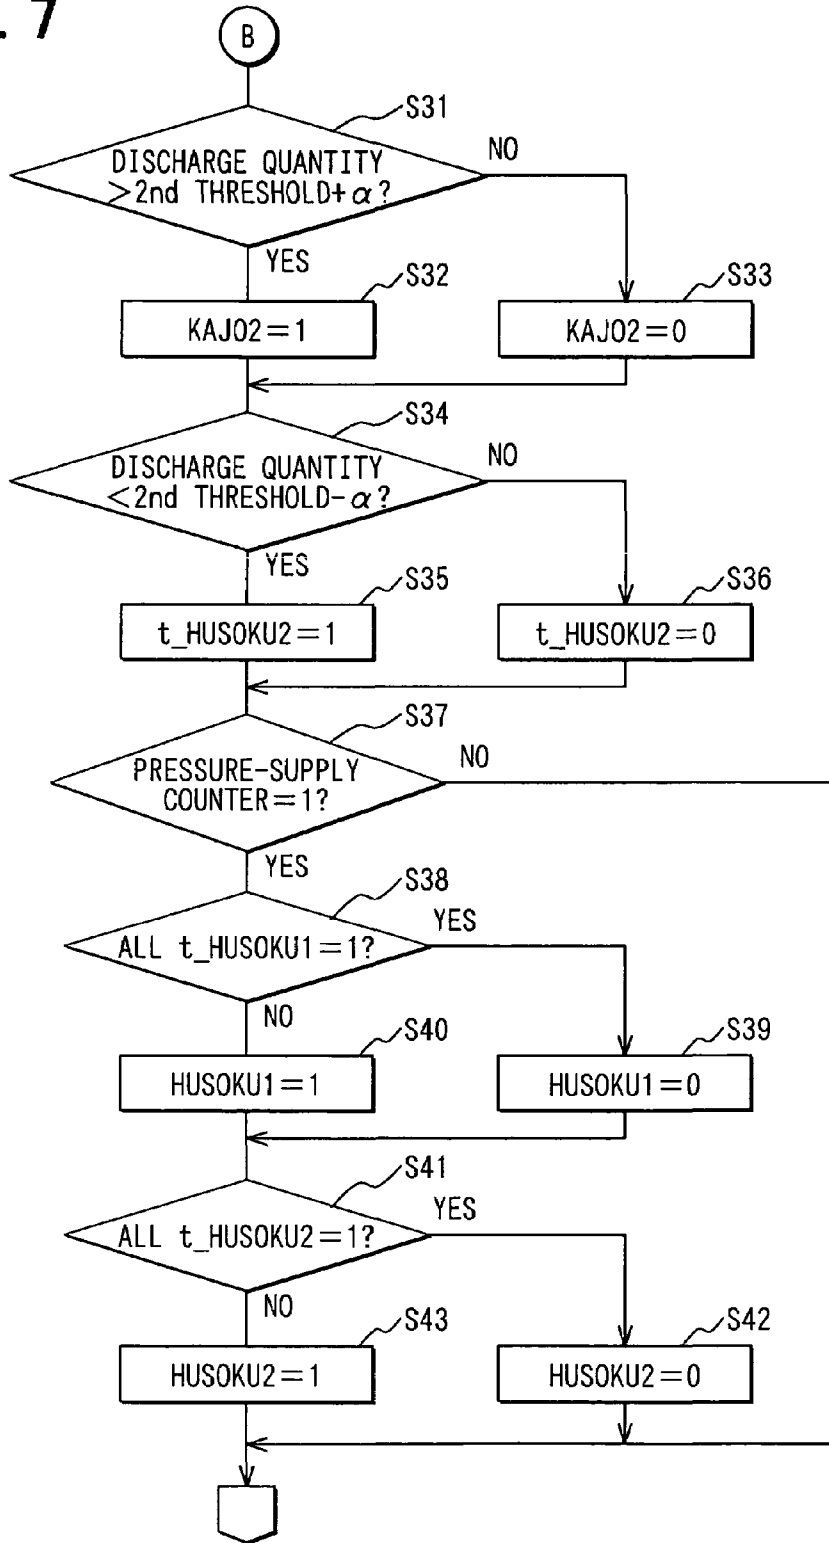 . 7
B
S31
DISCHARGE QUANTITY
>2nd THRESHOLD+α?
NO
YES
S32
KAJO2=1
S33
KAJO2=0
S34
DISCHARGE QUANTITY
<2nd THRESHOLD-α?
NO
YES
S35
t_HUSOKU2=1
S36
t_HUSOKU2=0
S37
PRESSURE-SUPPLY
COUNTER=1?
NO
YES
S38
ALL t_HUSOKU1=1?
YES
NO
S40
HUSOKU1=1
S39
HUSOKU1=0
S41
ALL t_HUSOKU2=1?
YES
NO
S43
HUSOKU2=1
S42
HUSOKU2=0